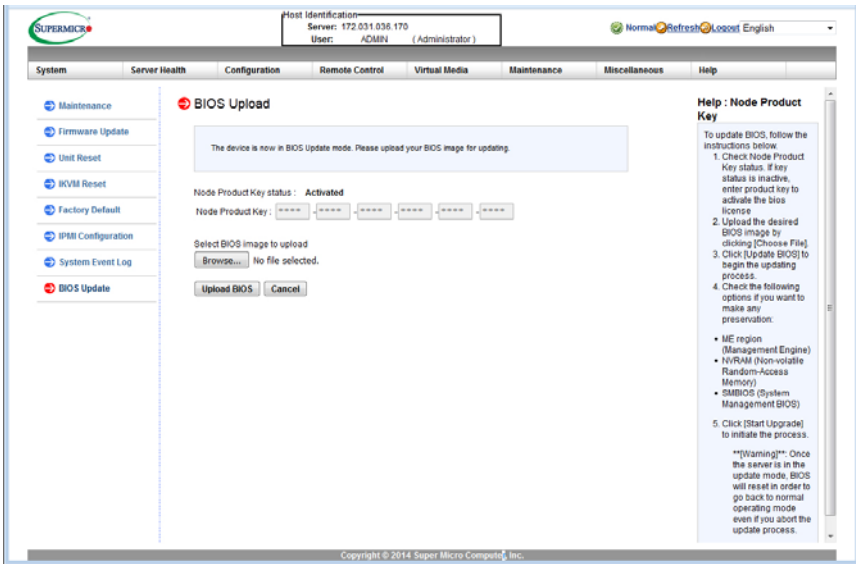 SUPERMICR
Host Identification
Server: 172.031.036.170
User: ADMIN (Administrator)
Normal Refresh Logout English
System Server Health Configuration Remote Control Virtual Media Maintenance Miscellaneous Help
Maintenance
Firmware Update
Unit Reset
IKVM Reset
Factory Default
IPMI Configuration
System Event Log
BIOS Update
BIOS Upload
The device is now in BIOS Update mode. Please upload your BIOS image for updating.
Node Product Key status : Activated
Node Product Key : **** - **** - **** - **** - **** - ****
Select BIOS image to upload
Browse... No file selected.
Upload BIOS Cancel
Help : Node Product
Key
To update BIOS, follow the
instructions below.
1. Check Node Product
Key status. If key
status is inactive,
enter product key to
activate the bios
license
2. Upload the desired
BIOS image by
clicking [Choose File].
3. Click [Update BIOS] to
begin the updating
process.
4. Check the following
options if you want to
make any
preservation:
• ME region
(Management Engine)
• NVRAM (Non-volatile
Random-Access
Memory)
• SMBIOS (System
Management BIOS)
5. Click [Start Upgrade]
to initiate the process.
**[Warning]**: Once
the server is in the
update mode, BIOS
will reset in order to
go back to normal
operating mode
even if you abort the
update process.
Copyright © 2014 Super Micro Computer, Inc.